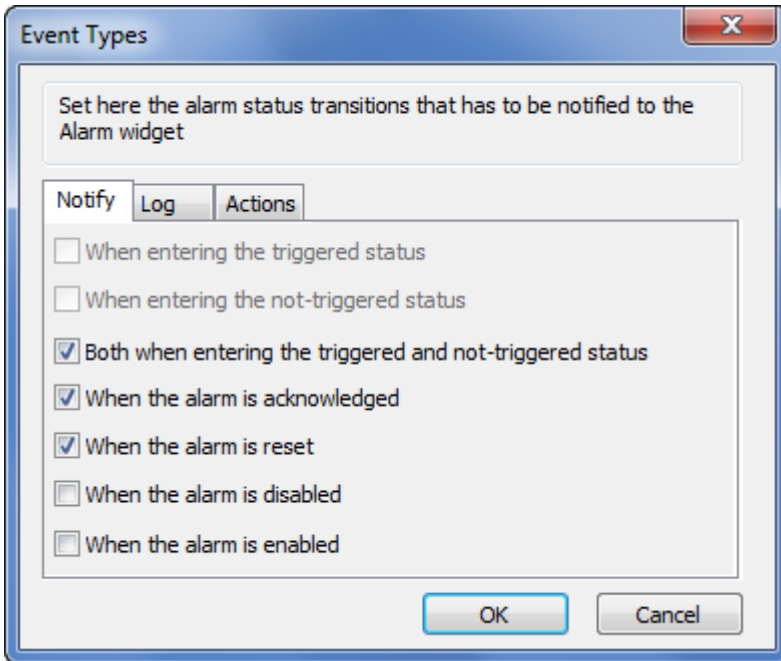 Event Types
Set here the alarm status transitions that has to be notified to the
Alarm widget
Notify Log Actions
When entering the triggered status
When entering the not-triggered status
Both when entering the triggered and not-triggered status
When the alarm is acknowledged
When the alarm is reset
When the alarm is disabled
When the alarm is enabled
OK Cancel